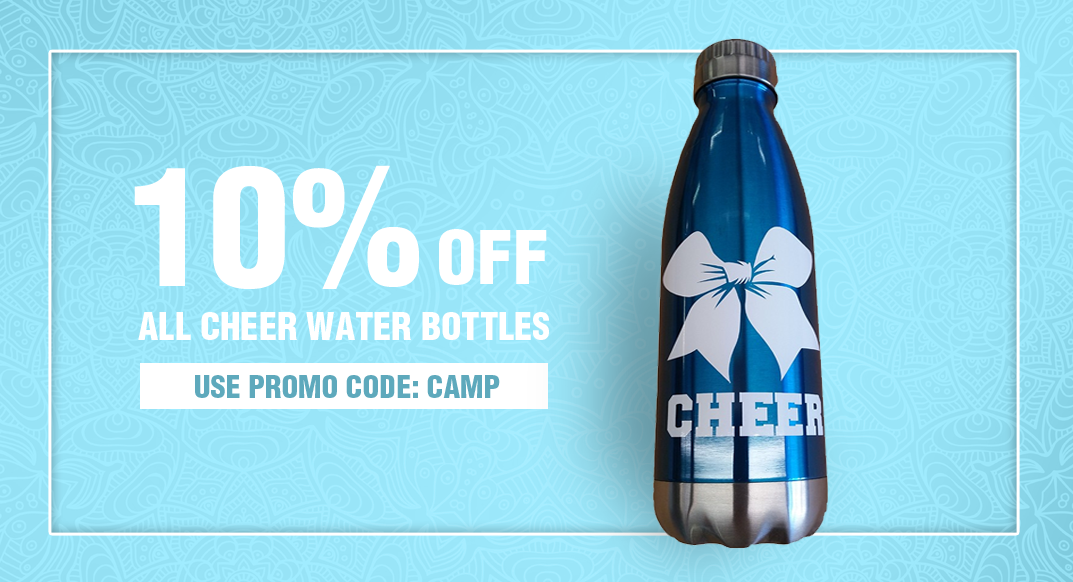 10% OFF
ALL CHEER WATER BOTTLES
USE PROMO CODE: CAMP
CHEER